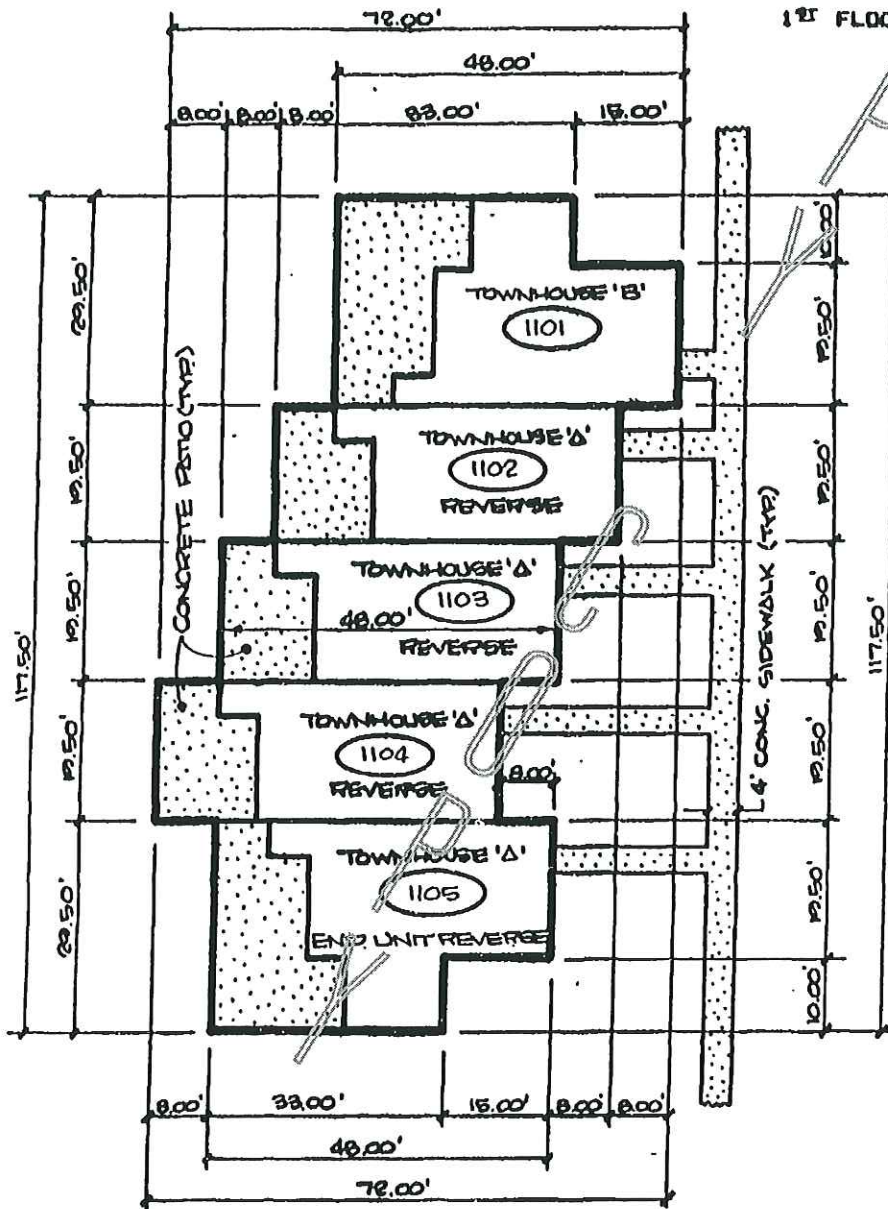 72.00'
1ST FLOO
48.00'
8.00' 8.00' 8.00' 33.00' 15.00'
10.00'
29.50'
TOWNHOUSE 'B'
1101
19.50'
CONCRETE PATIO (TYP.)
19.50'
TOWNHOUSE 'A'
1102
REVERSE
19.50'
117.50'
19.50'
TOWNHOUSE 'A'
1103
48.00'
REVERSE
19.50'
4' CONC. SIDEWALK (TYP.)
117.50'
19.50'
TOWNHOUSE 'A'
1104
REVERSE
8.00'
19.50'
29.50'
TOWNHOUSE 'A'
1105
END UNIT REVERSE
19.50'
10.00'
8.00' 33.00' 15.00' 8.00' 8.00'
48.00'
72.00'